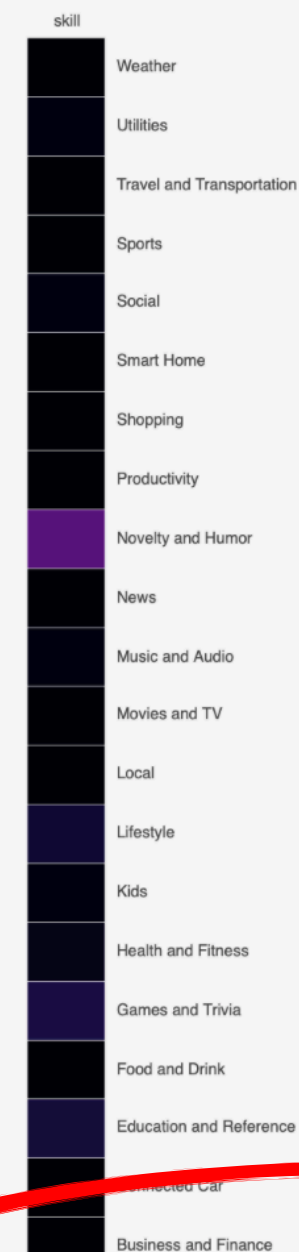 skill
Weather
Utilities
Travel and Transportation
Sports
Social
Smart Home
Shopping
Productivity
Novelty and Humor
News
Music and Audio
Movies and TV
Local
Lifestyle
Kids
Health and Fitness
Games and Trivia
Food and Drink
Education and Reference
Car
Business and Finance